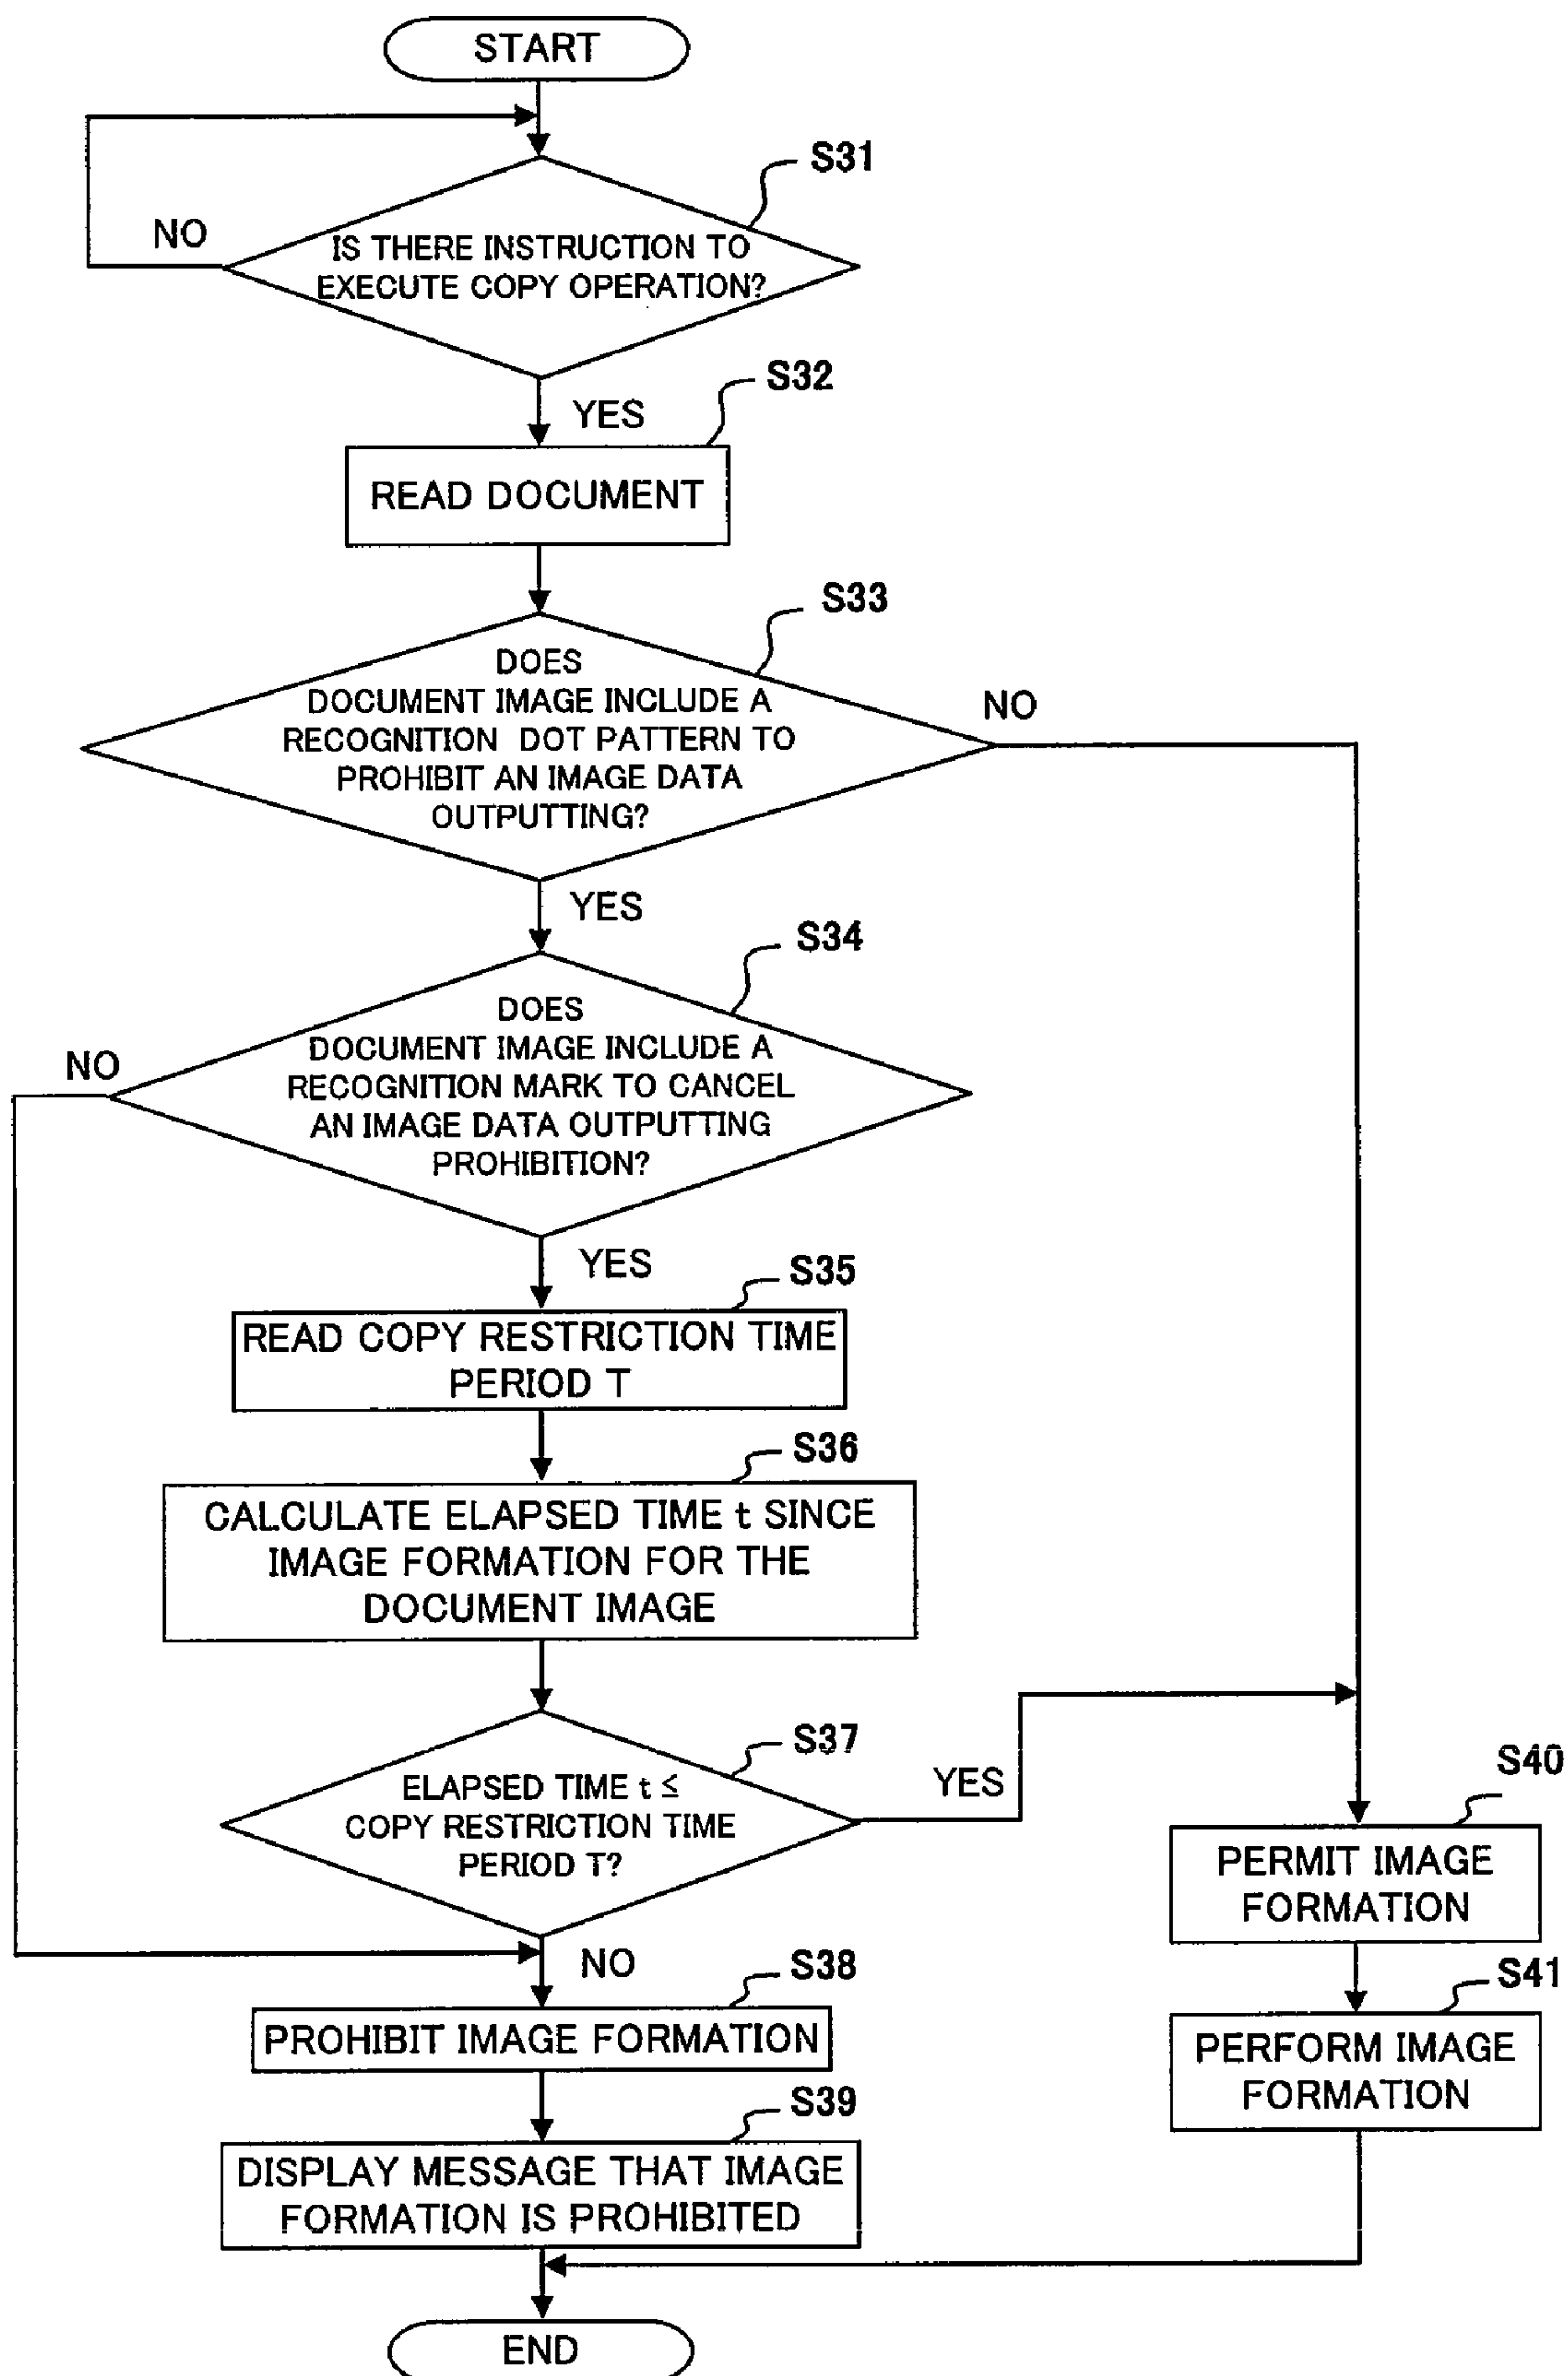 START
S31
NO
IS THERE INSTRUCTION TO
EXECUTE COPY OPERATION?
S32
YES
READ DOCUMENT
S33
DOES
DOCUMENT IMAGE INCLUDE A
RECOGNITION DOT PATTERN TO
PROHIBIT AN IMAGE DATA
OUTPUTTING?
NO
YES
S34
DOES
DOCUMENT IMAGE INCLUDE A
RECOGNITION MARK TO CANCEL
AN IMAGE DATA OUTPUTTING
PROHIBITION?
NO
YES
S35
READ COPY RESTRICTION TIME
PERIOD T
S36
CALCULATE ELAPSED TIME t SINCE
IMAGE FORMATION FOR THE
DOCUMENT IMAGE
S37
ELAPSED TIME t ≤
COPY RESTRICTION TIME
PERIOD T?
YES
S40
PERMIT IMAGE
FORMATION
NO
S38
PROHIBIT IMAGE FORMATION
S41
PERFORM IMAGE
FORMATION
S39
DISPLAY MESSAGE THAT IMAGE
FORMATION IS PROHIBITED
END